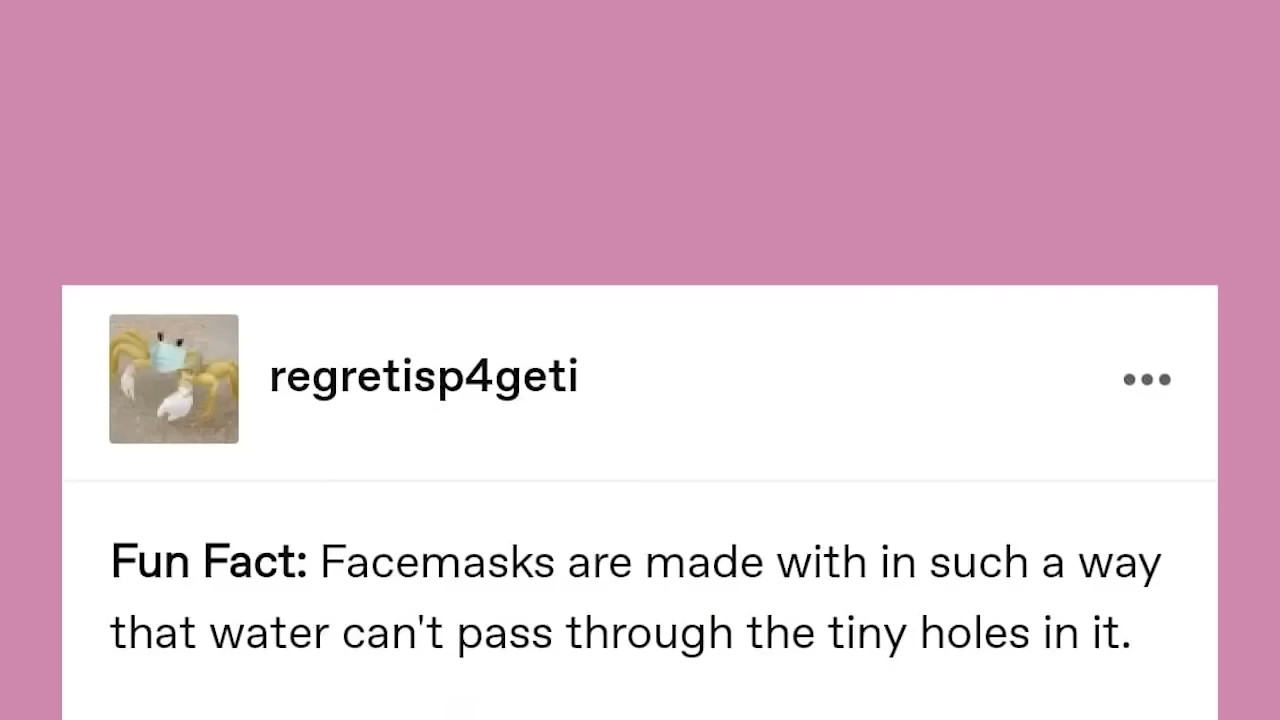 regretisp4geti
Fun Fact: Facemasks are made with in such a way
that water can't pass through the tiny holes in it.